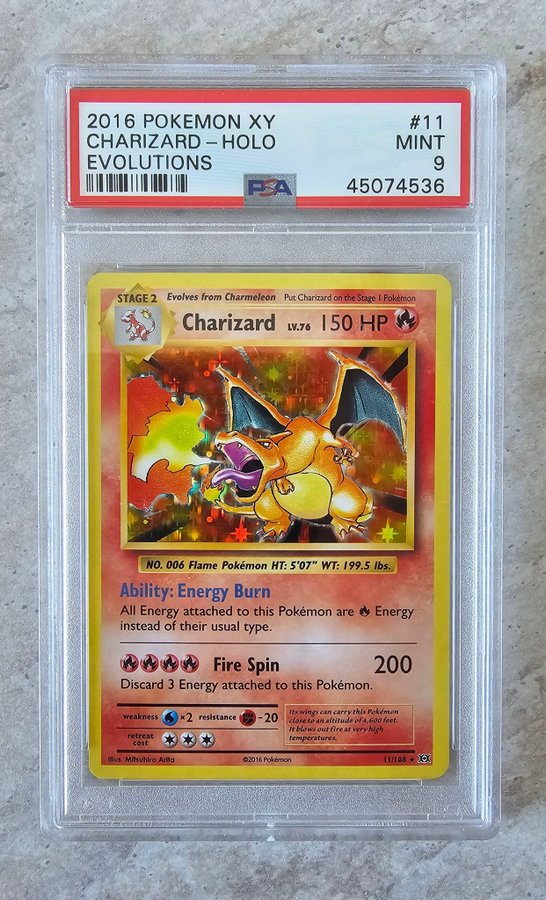 2016 POKEMON XY #11
CHARIZARD – HOLO MINT
EVOLUTIONS 9
PSA 45074536
STAGE 2 Evolves from Charmeleon Put Charizard on the Stage 1 Pokémon
Charizard LV.76 150 HP
NO. 006 Flame Pokémon HT: 5'07" WT: 199.5 lbs.
Ability: Energy Burn
All Energy attached to this Pokémon are Energy
instead of their usual type.
Fire Spin 200
Discard 3 Energy attached to this Pokémon.
weakness ×2 resistance -20
retreat
cost
Its wings can carry this Pokémon
close to an altitude of 4,600 feet.
It blows out fire at very high
temperatures.
Illus. Mitsuhiro Arita ©2016 Pokémon 11/108 ★